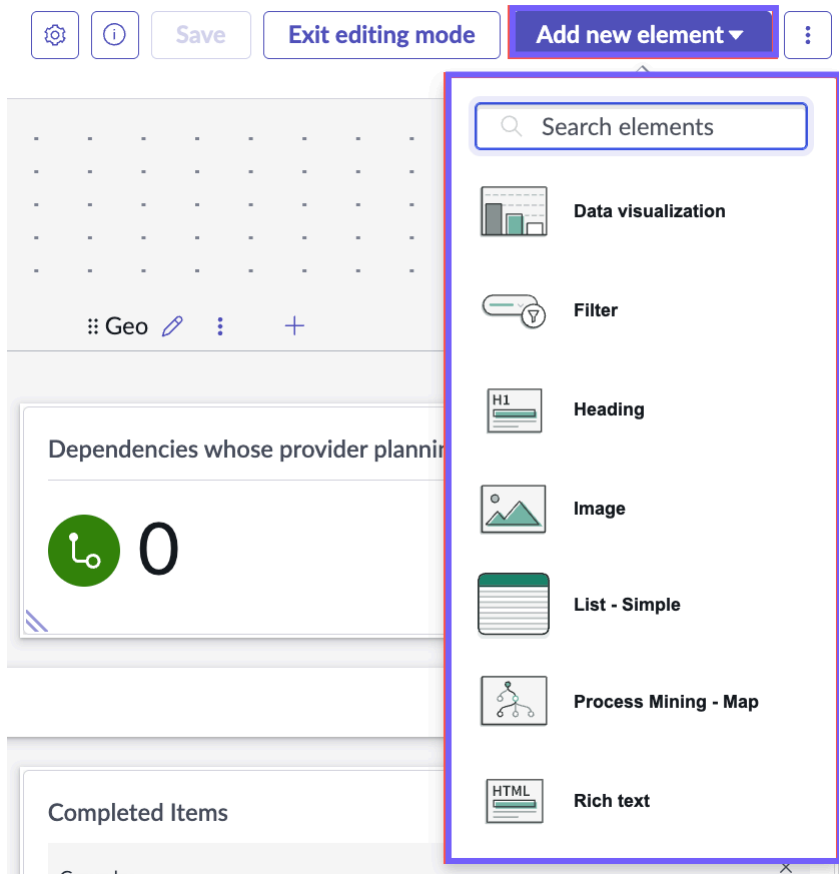 Save
Exit editing mode
Add new element
Search elements
Data visualization
Filter
Geo
H1
Heading
Dependencies whose provider
Image
0
List - Simple
Process Mining - Map
HTML
Rich text
Completed Items